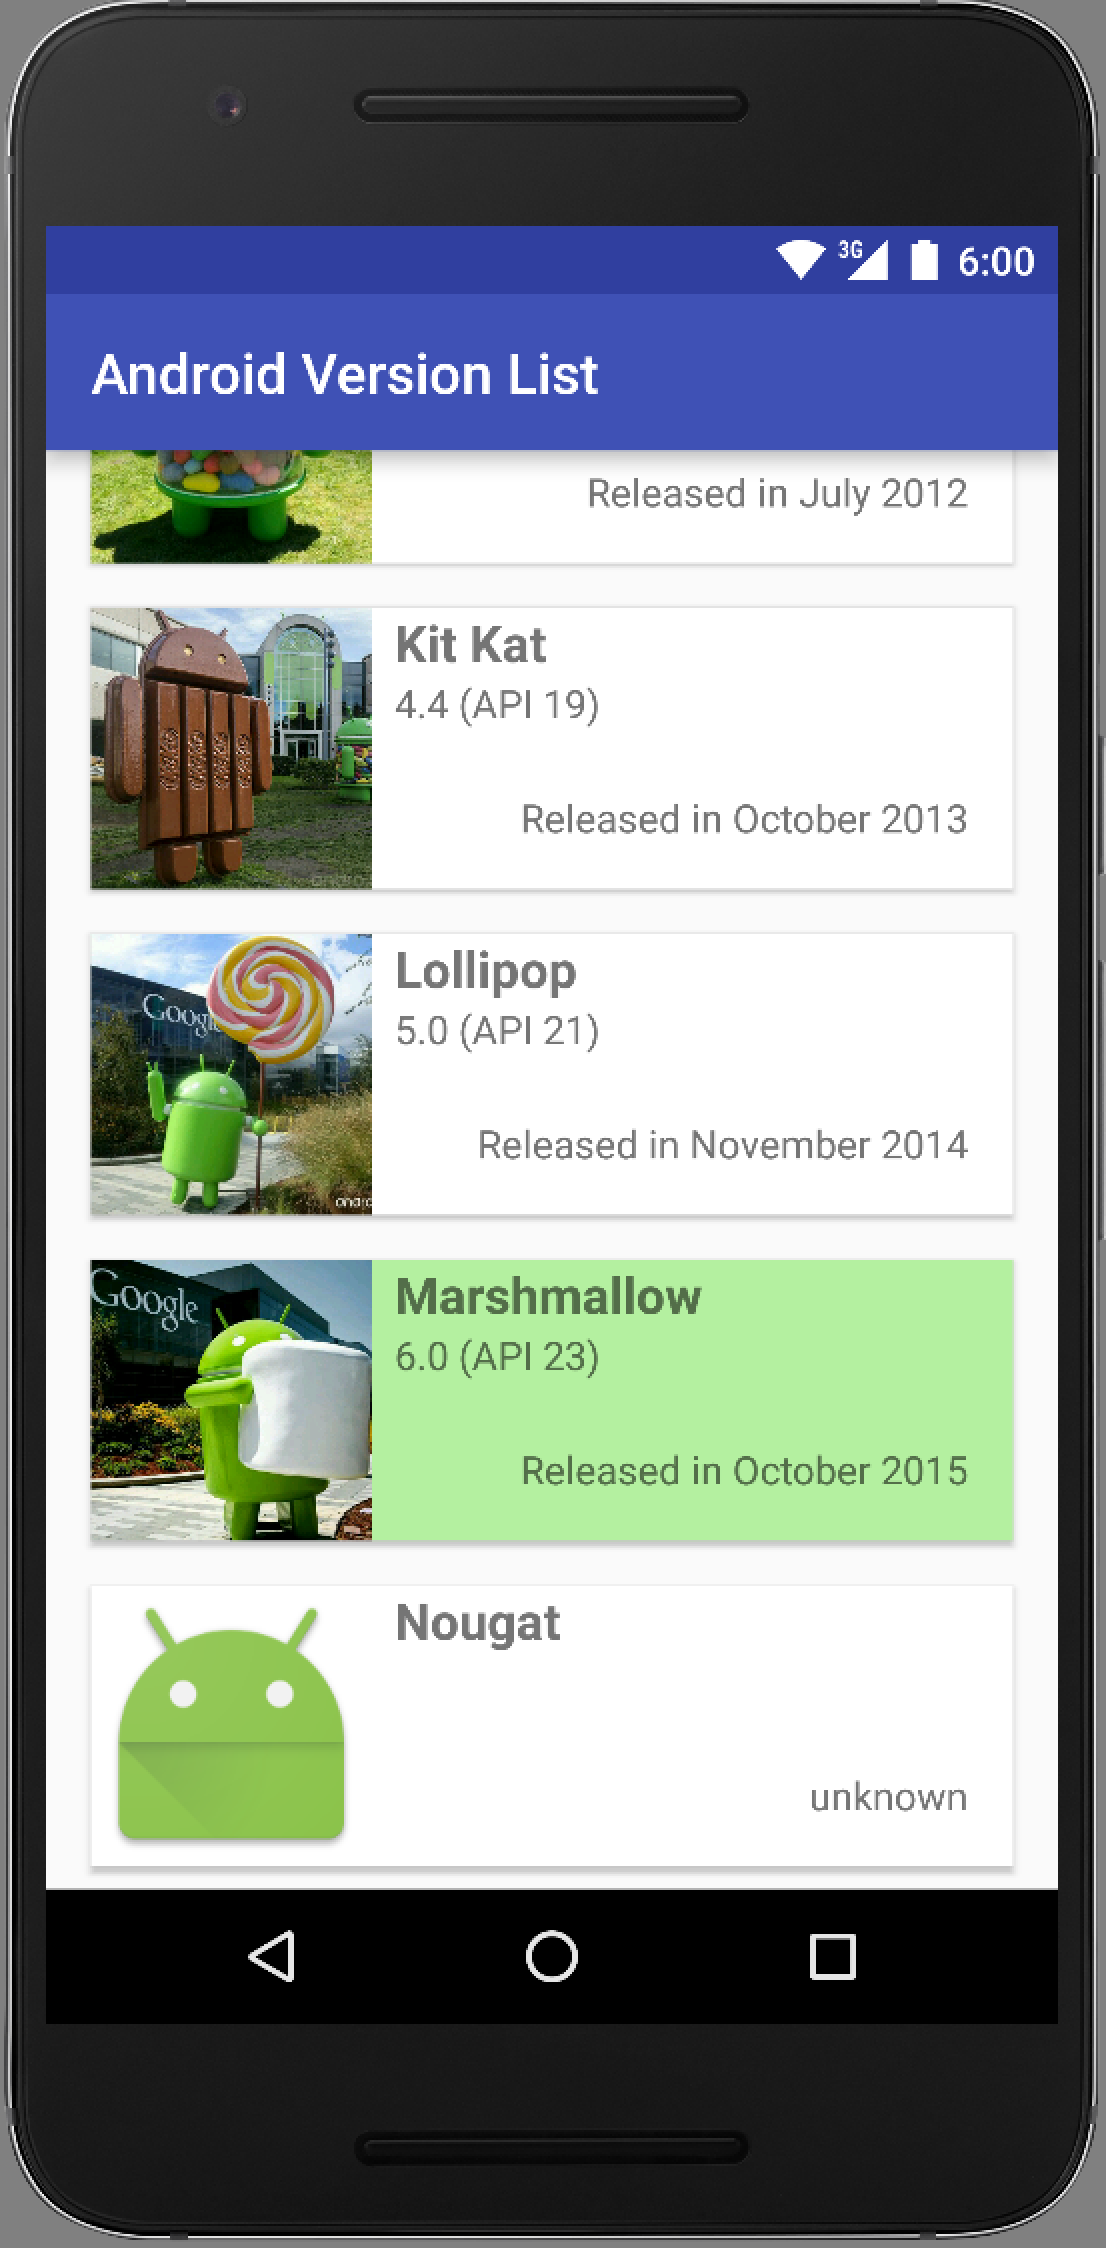 3G 6:00
Android Version List
Released in July 2012
Kit Kat
4.4 (API 19)
Released in October 2013
android
Lollipop
5.0 (API 21)
Released in November 2014
Google
andro
Marshmallow
6.0 (API 23)
Released in October 2015
Google
Nougat
unknown